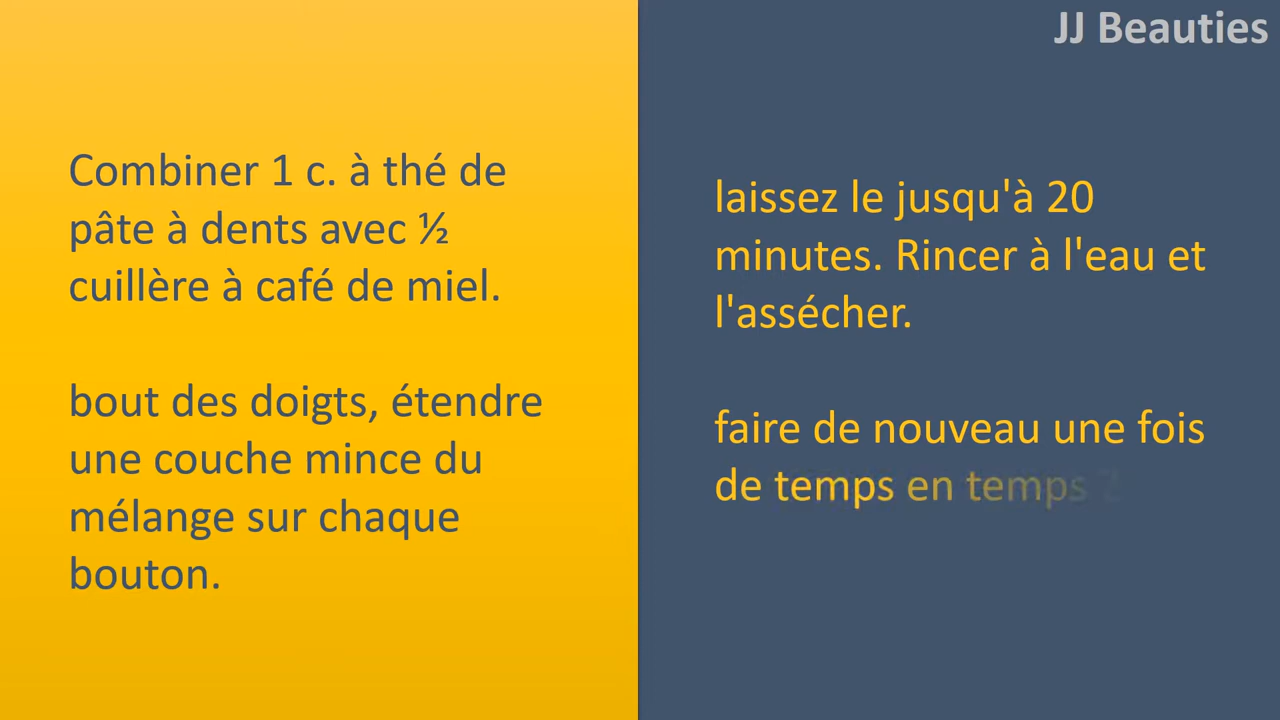 JJ Beauties
Combiner 1 c. à thé de
pâte à dents avec ½
cuillère à café de miel.
bout des doigts, étendre
une couche mince du
mélange sur chaque
bouton.
laissez le jusqu'à 20
minutes. Rincer à l'eau et
l'assécher.
faire de nouveau une fois
de temps en temps